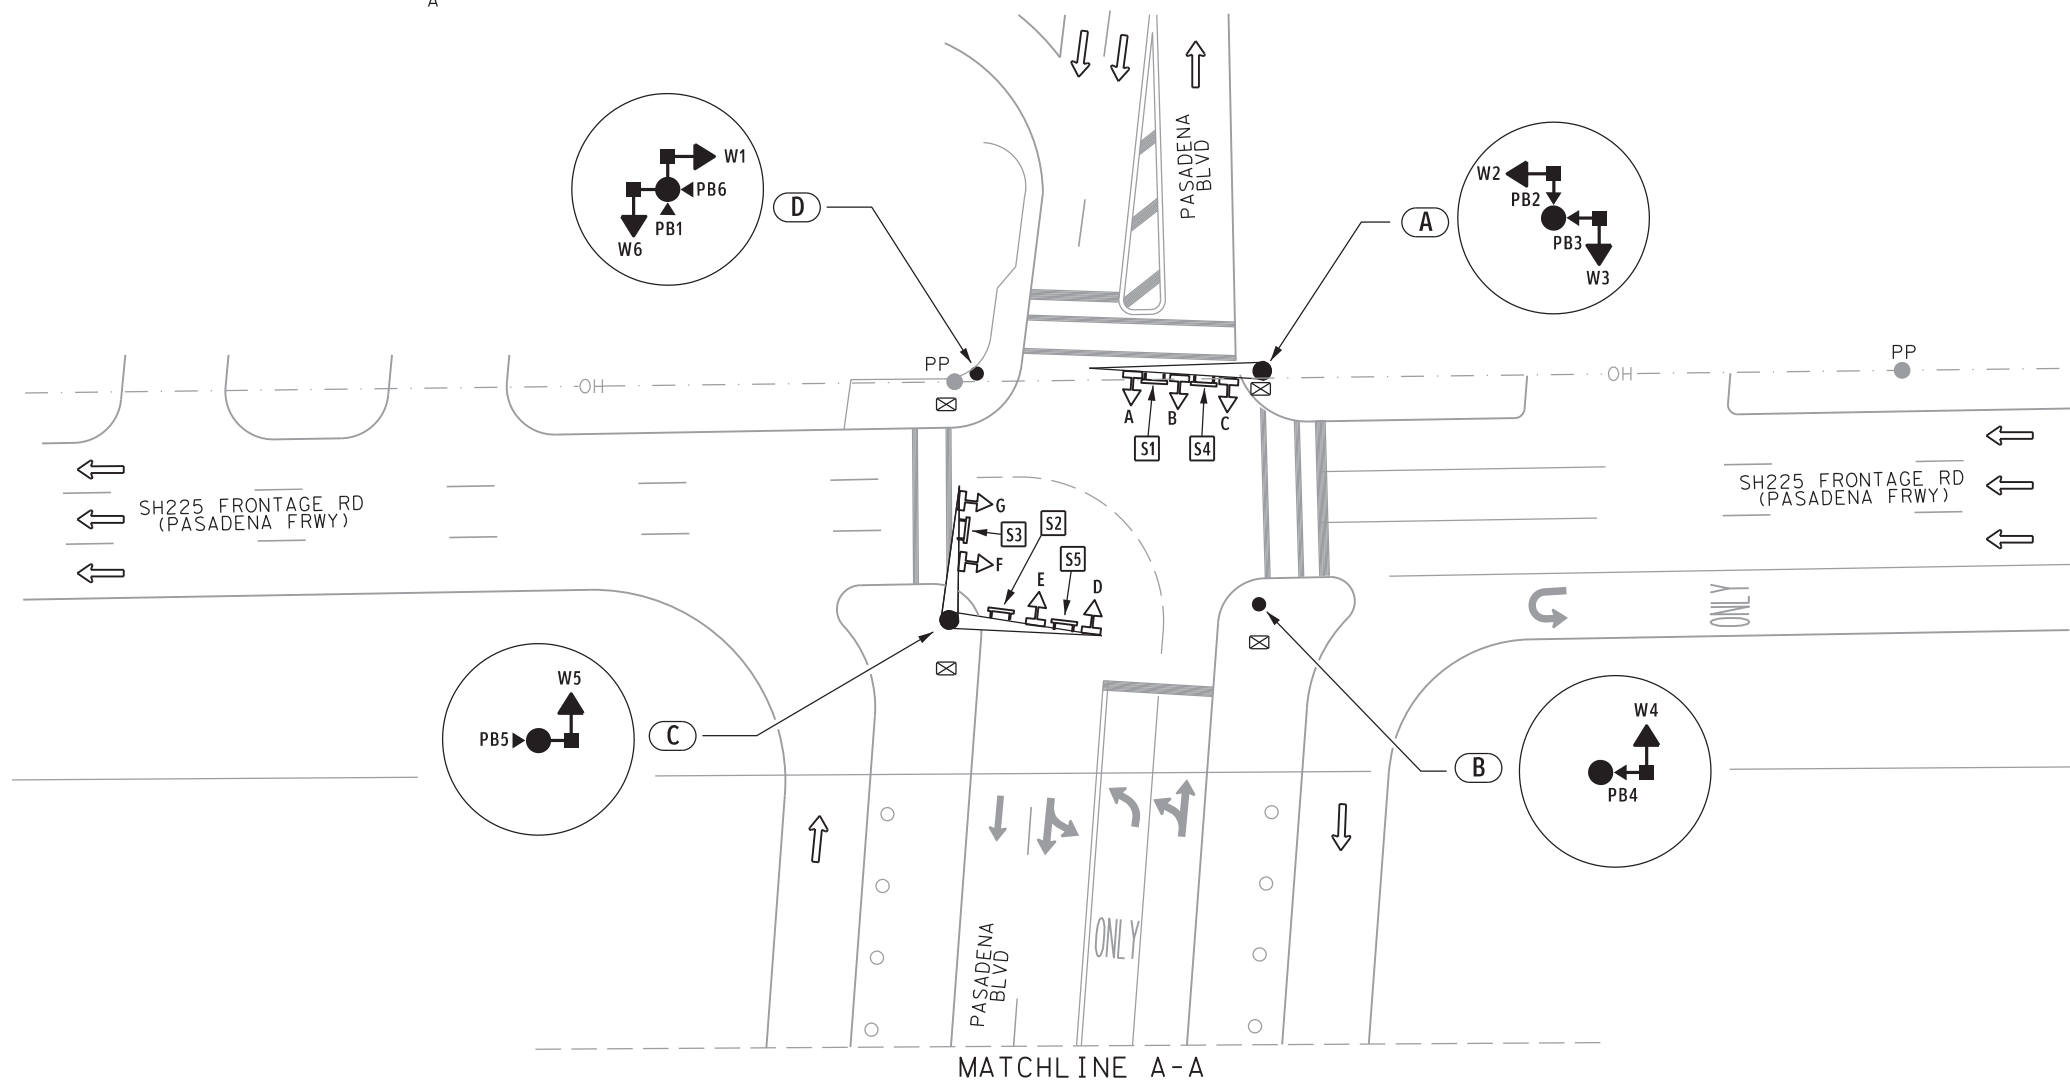 A
PASADENA
BLVD
W1
PB6
PB1
W6
D
A
W2
PB2
PB3
W3
PP
PP
OH
OH
A
B
C
S1
S4
SH225 FRONTAGE RD
(PASADENA FRWY)
SH225 FRONTAGE RD
(PASADENA FRWY)
G
S3
S2
F
S5
E
D
ONLY
W5
PB5
C
W4
B
PB4
ONLY
PASADENA
BLVD
MATCHLINE A-A